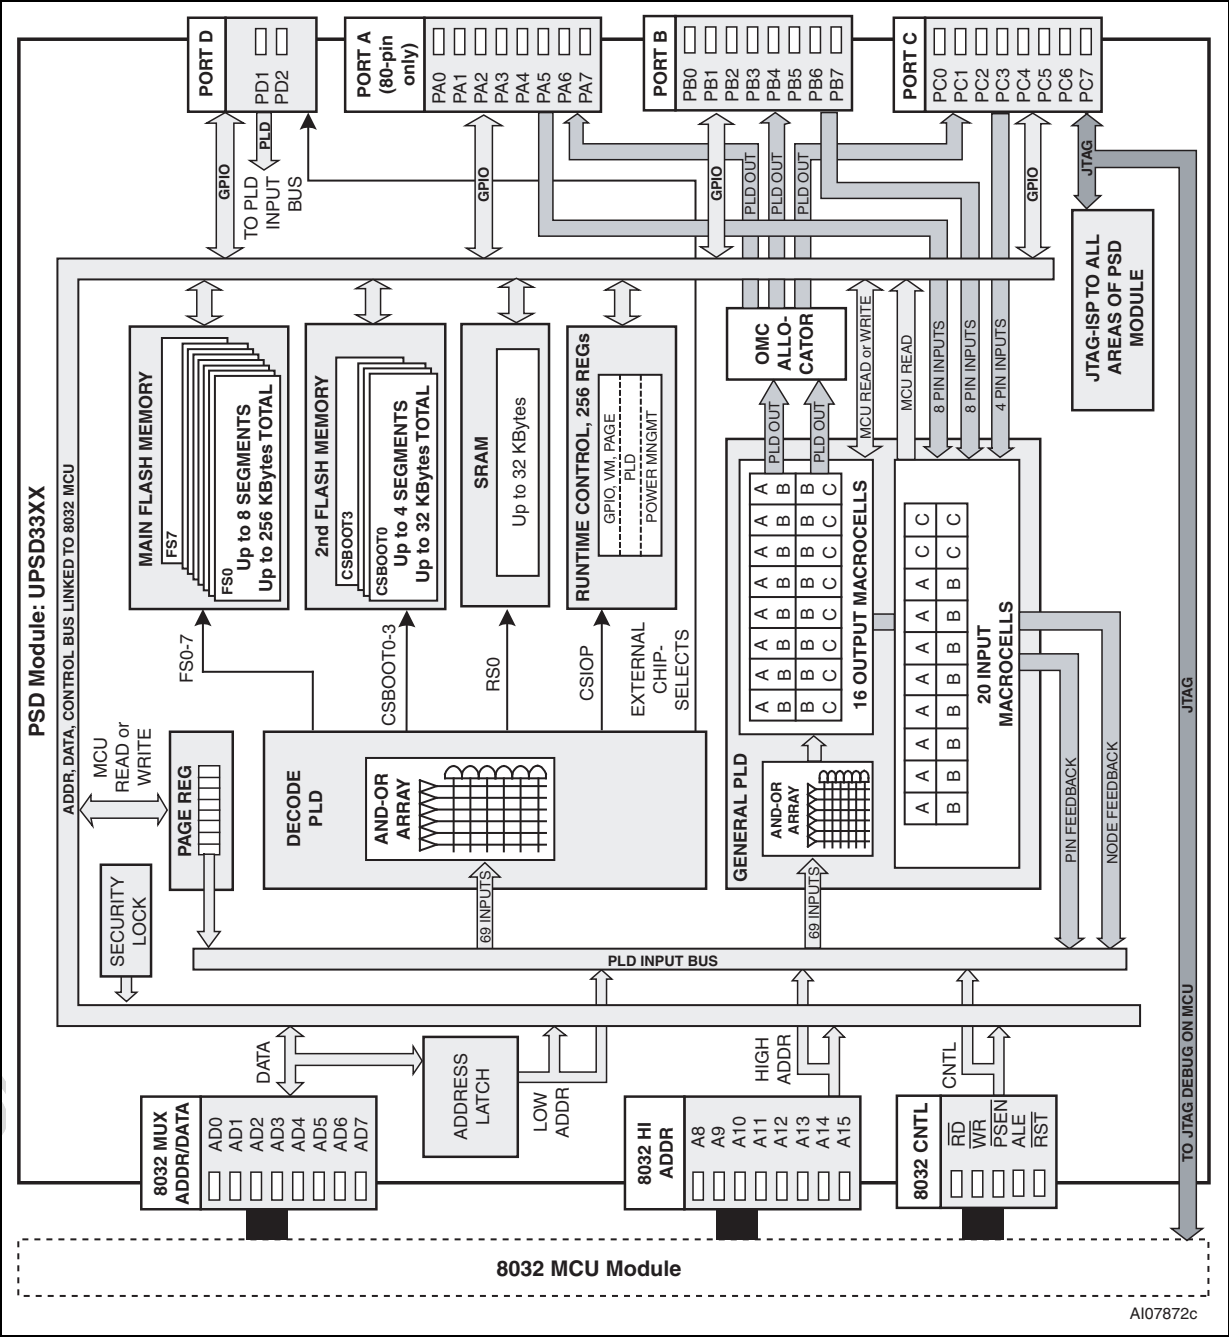 PORT D
PD1
PD2
PORT A
(80-pin
only)
PA0
PA1
PA2
PA3
PA4
PA5
PA6
PA7
PORT B
PB0
PB1
PB2
PB3
PB4
PB5
PB6
PB7
PORT C
PC0
PC1
PC2
PC3
PC4
PC5
PC6
PC7
GPIO
PLD
TO PLD
INPUT
BUS
GPIO
GPIO
PLD OUT
PLD OUT
PLD OUT
GPIO
JTAG
JTAG-ISP TO ALL
AREAS OF PSD
MODULE
PSD Module: UPSD33XX
ADDR, DATA, CONTROL BUS LINKED TO 8032 MCU
MAIN FLASH MEMORY
FS7
FS0
Up to 8 SEGMENTS
Up to 256 KBytes TOTAL
2nd FLASH MEMORY
CSBOOT3
CSBOOT0
Up to 4 SEGMENTS
Up to 32 KBytes TOTAL
SRAM
Up to 32 KBytes
RUNTIME CONTROL, 256 REGs
GPIO, VM, PAGE
PLD
POWER MNGMT
OMC
ALLO-
CATOR
PLD OUT
PLD OUT
MCU READ or WRITE
MCU READ
8 PIN INPUTS
8 PIN INPUTS
4 PIN INPUTS
A A A A A A A A
B B B B B B B B
B B B B B B B B
C C C C C C C C
16 OUTPUT MACROCELLS
A A A A A A A A C C
B B B B B B B B C C
20 INPUT
MACROCELLS
FS0-7
CSBOOT0-3
RS0
CSIOP
EXTERNAL
CHIP-
SELECTS
MCU
READ or
WRITE
PAGE REG
DECODE
PLD
AND-OR
ARRAY
69 INPUTS
GENERAL PLD
AND-OR
ARRAY
69 INPUTS
PIN FEEDBACK
NODE FEEDBACK
JTAG
SECURITY
LOCK
PLD INPUT BUS
DATA
ADDRESS
LATCH
LOW
ADDR
HIGH
ADDR
CNTL
TO JTAG DEBUG ON MCU
8032 MUX
ADDR/DATA
AD0
AD1
AD2
AD3
AD4
AD5
AD6
AD7
8032 HI
ADDR
A8
A9
A10
A11
A12
A13
A14
A15
8032 CNTL
RD
WR
PSEN
ALE
RST
8032 MCU Module
AI07872c